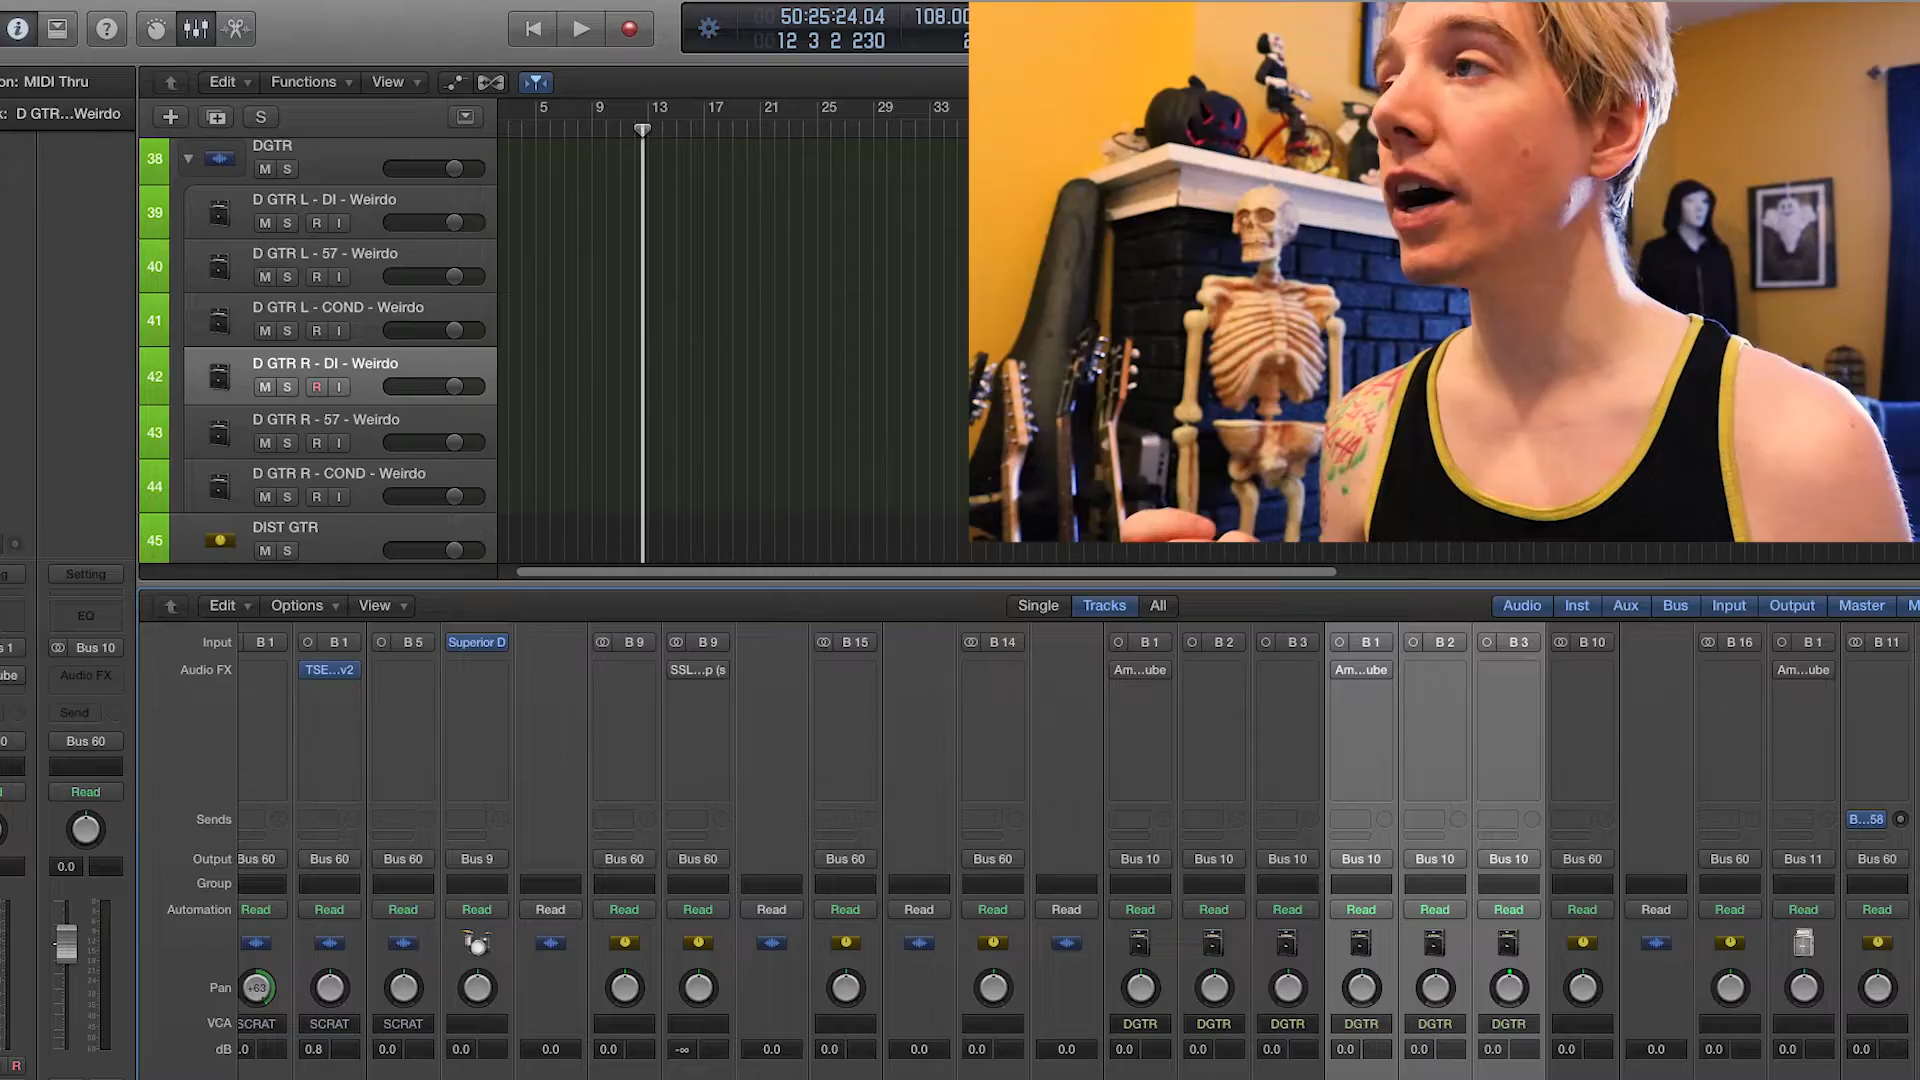 50:25:24.04
108.00
12 3 2 230
on: MIDI Thru
Edit Functions View
5 9 13 17 21 25 29 33
k: D GTR...Weirdo
S
38 DGTR
M S
39 D GTR L - DI - Weirdo
M S R I
40 D GTR L - 57 - Weirdo
M S R I
41 D GTR L - COND - Weirdo
M S R I
42 D GTR R - DI - Weirdo
M S R I
43 D GTR R - 57 - Weirdo
M S R I
44 D GTR R - COND - Weirdo
M S R I
45 DIST GTR
M S
Setting
EQ
Bus 10
Audio FX
Send
Bus 60
Read
0.0
R
Edit Options View Single Tracks All Audio Inst Aux Bus Input Output Master M
Input B 1 B 1 B 5 Superior D B 9 B 9 B 15 B 14 B 1 B 2 B 3 B 1 B 2 B 3 B 10 B 16 B 1 B 11
Audio FX TSE...v2 SSL...p (s Am...ube Am...ube Am...ube
Sends B...58
Output Bus 60 Bus 60 Bus 60 Bus 9 Bus 60 Bus 60 Bus 60 Bus 60 Bus 10 Bus 10 Bus 10 Bus 10 Bus 10 Bus 10 Bus 60 Bus 60 Bus 11 Bus 60
Group
Automation Read Read Read Read Read Read Read Read Read Read Read Read Read Read Read Read Read Read Read Read Read Read Read
Pan +63
VCA SCRAT SCRAT SCRAT DGTR DGTR DGTR DGTR DGTR DGTR
dB .0 0.8 0.0 0.0 0.0 0.0 -∞ 0.0 0.0 0.0 0.0 0.0 0.0 0.0 0.0 0.0 0.0 0.0 0.0 0.0 0.0 0.0 0.0